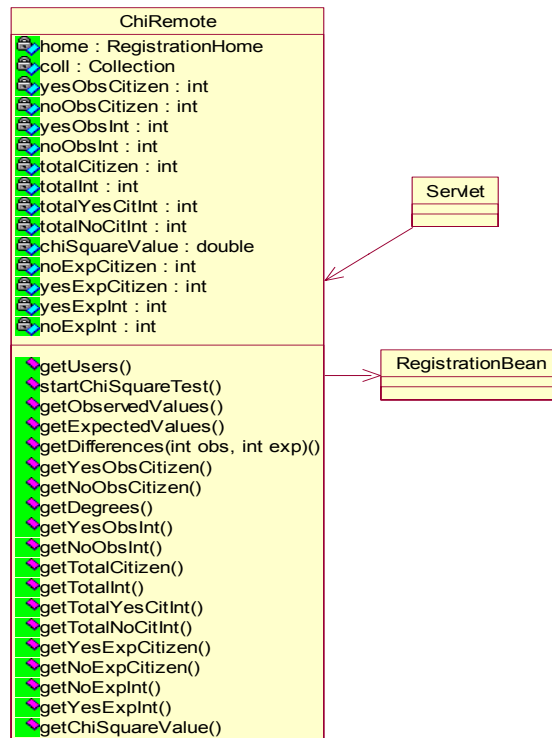 ChiRemote
home : RegistrationHome
coll : Collection
yesObsCitizen : int
noObsCitizen : int
yesObsInt : int
noObsInt : int
totalCitizen : int
totalInt : int
totalYesCitInt : int
totalNoCitInt : int
chiSquareValue : double
noExpCitizen : int
yesExpCitizen : int
yesExpInt : int
noExpInt : int
getUsers()
startChiSquareTest()
getObservedValues()
getExpectedValues()
getDifferences(int obs, int exp)()
getYesObsCitizen()
getNoObsCitizen()
getDegrees()
getYesObsInt()
getNoObsInt()
getTotalCitizen()
getTotalInt()
getTotalYesCitInt()
getTotalNoCitInt()
getYesExpCitizen()
getNoExpCitizen()
getNoExpInt()
getYesExpInt()
getChiSquareValue()
Servlet
RegistrationBean